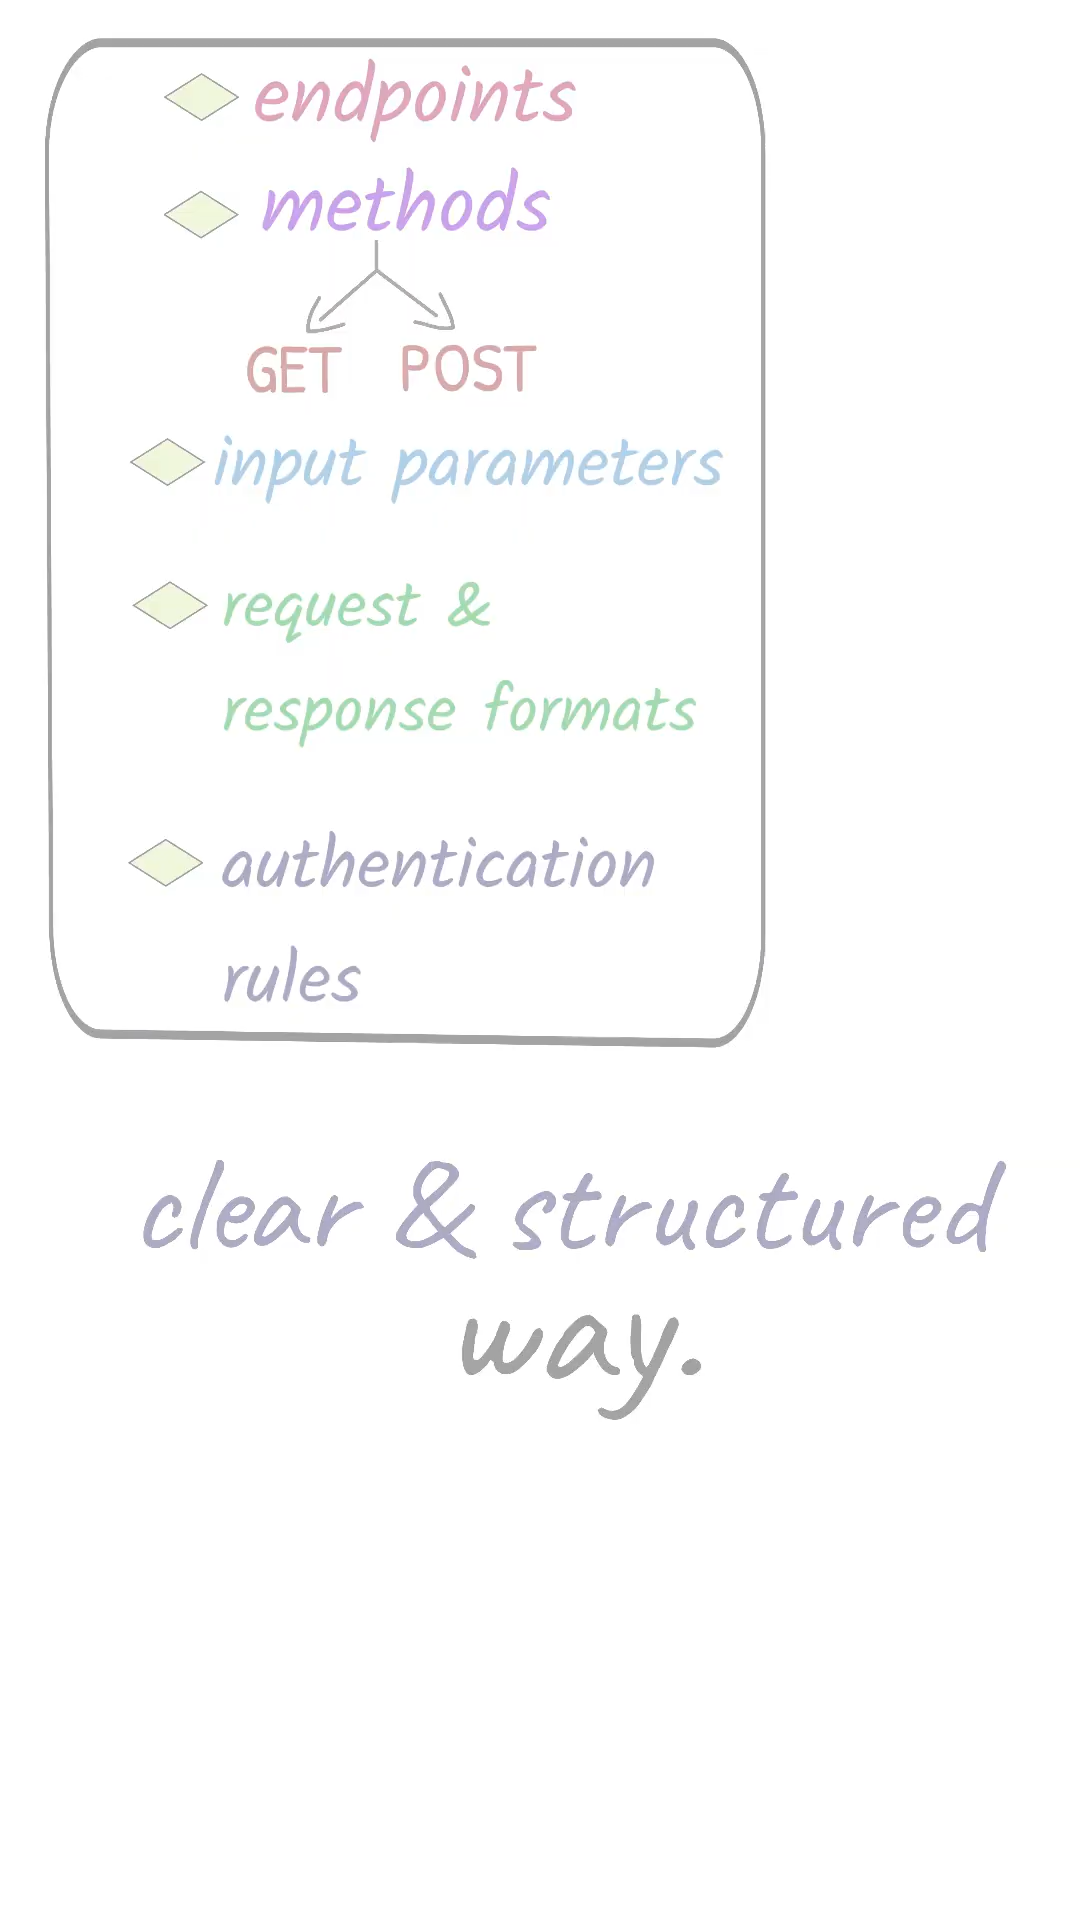 endpoints
methods
GET POST
input parameters
request &
response formats
authentication
rules
clear & structured
way.